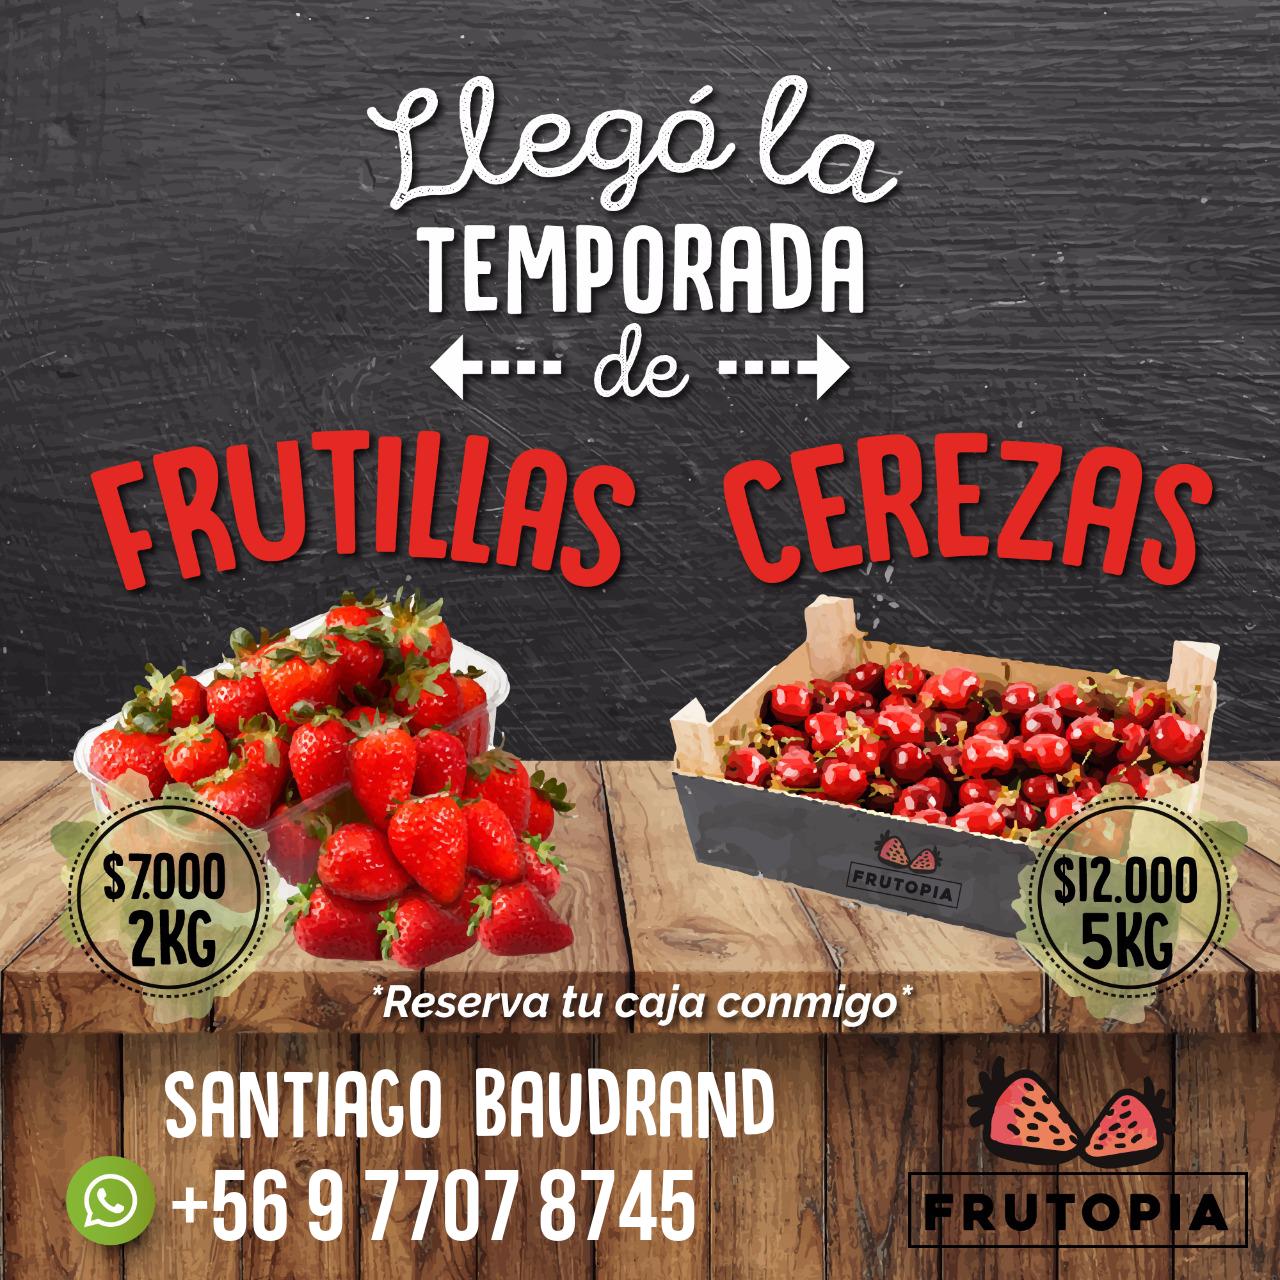 Llegó la
TEMPORADA
de
FRUTILLAS CEREZAS
FRUTOPIA
$7.000
2KG
$12.000
5KG
*Reserva tu caja conmigo*
SANTIAGO BAUDRAND
+56 9 7707 8745
FRUTOPIA